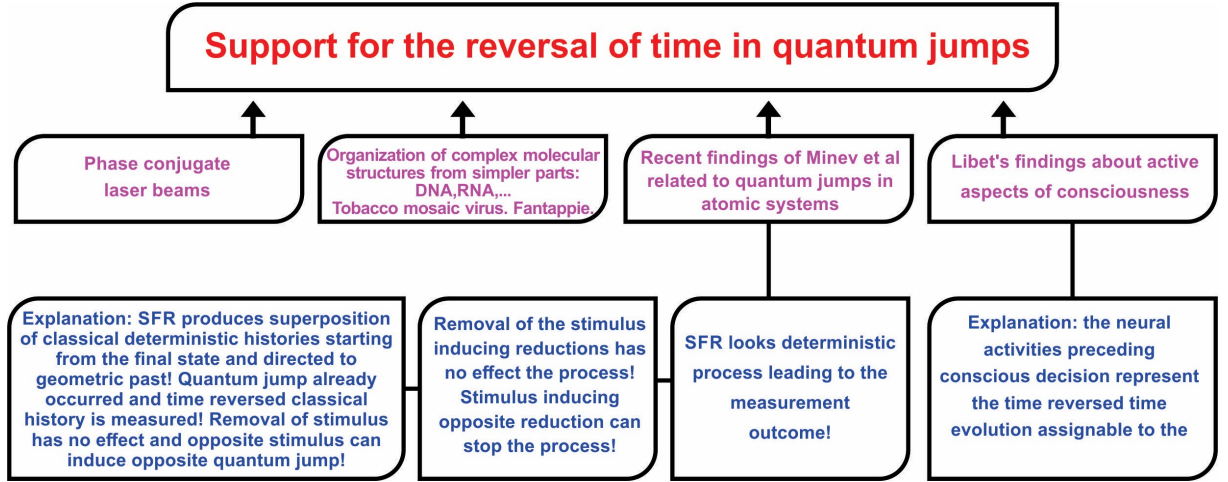 Support for the reversal of time in quantum jumps
Phase conjugate
laser beams
Organization of complex molecular
structures from simpler parts:
DNA,RNA,...
Tobacco mosaic virus. Fantappie.
Recent findings of Minev et al
related to quantum jumps in
atomic systems
Libet's findings about active
aspects of consciousness
Explanation: SFR produces superposition
of classical deterministic histories starting
from the final state and directed to
geometric past! Quantum jump already
occurred and time reversed classical
history is measured! Removal of stimulus
has no effect and opposite stimulus can
induce opposite quantum jump!
Removal of the stimulus
inducing reductions has
no effect the process!
Stimulus inducing
opposite reduction can
stop the process!
SFR looks deterministic
process leading to the
measurement
outcome!
Explanation: the neural
activities preceding
conscious decision represent
the time reversed time
evolution assignable to the